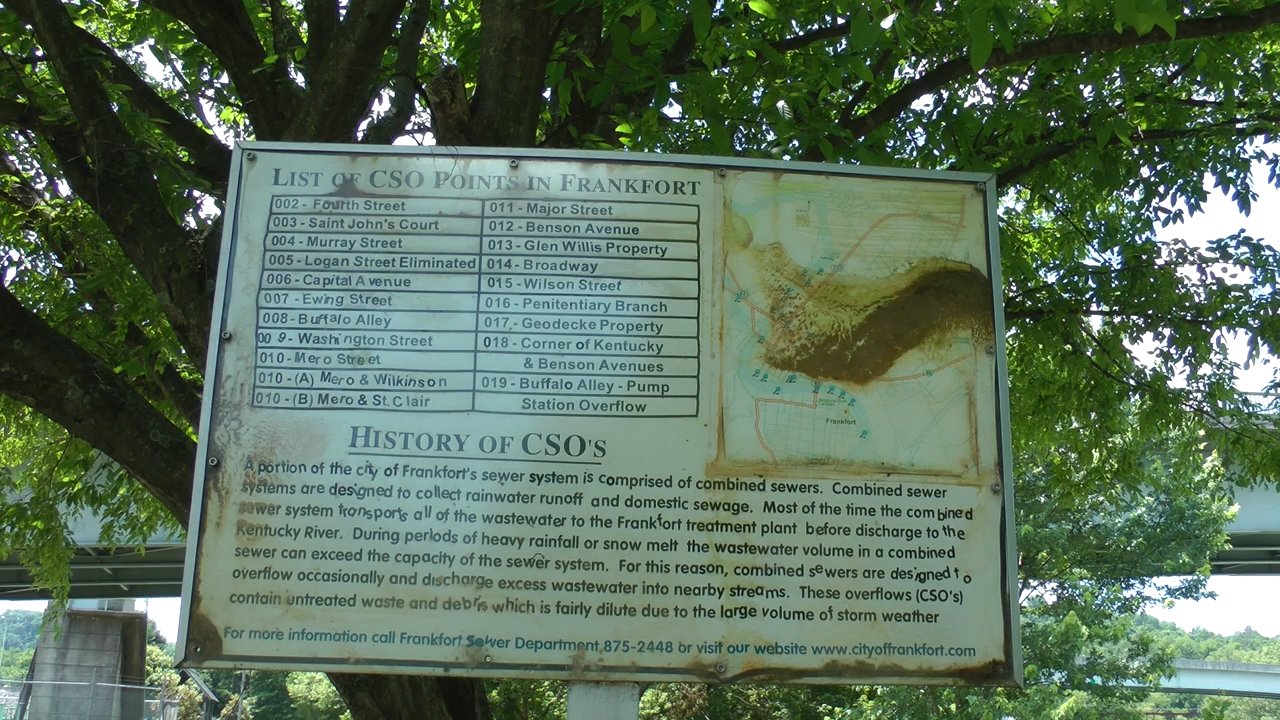 LIST OF CSO POINTS IN FRANKFORT
002 - Fourth Street
003 - Saint John's Court
004 - Murray Street
005 - Logan Street Eliminated
006 - Capital Avenue
007 - Ewing Street
008 - Buffalo Alley
009 - Washington Street
010 - Mero Street
010 - (A) Mero & Wilkinson
010 - (B) Mero & St. Clair
011 - Major Street
012 - Benson Avenue
013 - Glen Willis Property
014 - Broadway
015 - Wilson Street
016 - Penitentiary Branch
017 - Geodecke Property
018 - Corner of Kentucky
& Benson Avenues
019 - Buffalo Alley - Pump
Station Overflow
Frankfort
HISTORY OF CSO'S
A portion of the city of Frankfort's sewer system is comprised of combined sewers. Combined sewer
systems are designed to collect rainwater runoff and domestic sewage. Most of the time the combined
sewer system transports all of the wastewater to the Frankfort treatment plant before discharge to the
Kentucky River. During periods of heavy rainfall or snow melt the wastewater volume in a combined
sewer can exceed the capacity of the sewer system. For this reason, combined sewers are designed to
overflow occasionally and discharge excess wastewater into nearby streams. These overflows (CSO's)
contain untreated waste and debris which is fairly dilute due to the large volume of storm weather
For more information call Frankfort Sewer Department 875-2448 or visit our website www.cityoffrankfort.com